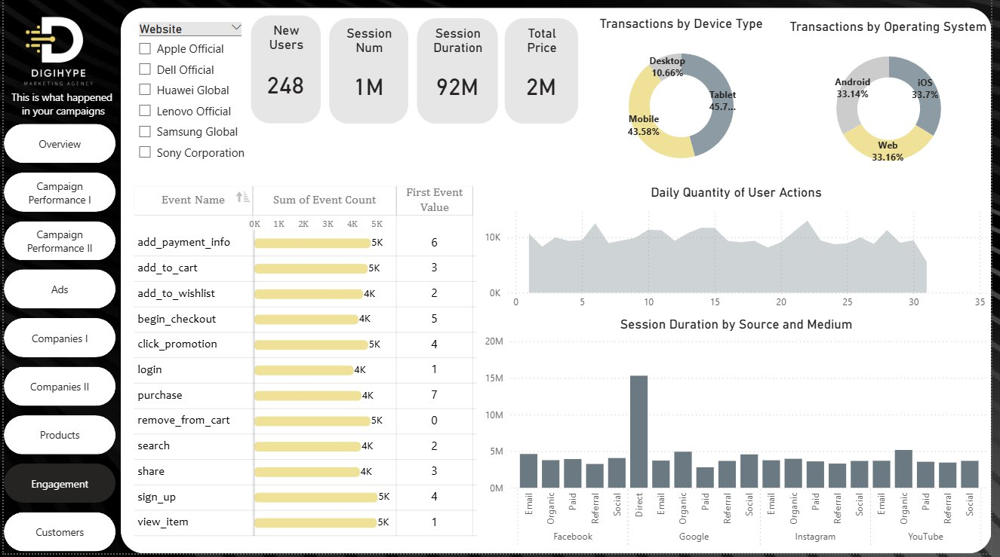 DIGIHYPE
MARKETING AGENCY
This is what happened
in your campaigns
Overview
Campaign
Performance I
Campaign
Performance II
Ads
Companies I
Companies II
Products
Engagement
Customers
Website
Apple Official
Dell Official
Huawei Global
Lenovo Official
Samsung Global
Sony Corporation
New
Users
248
Session
Num
1M
Session
Duration
92M
Total
Price
2M
Transactions by Device Type
Desktop
10.66%
Tablet
45.7...
Mobile
43.58%
Transactions by Operating System
Android
33.14%
iOS
33.7%
Web
33.16%
Event Name Sum of Event Count First Event
Value
0K 1K 2K 3K 4K 5K
add_payment_info 5K 6
add_to_cart 5K 3
add_to_wishlist 4K 2
begin_checkout 4K 5
click_promotion 5K 4
login 4K 1
purchase 4K 7
remove_from_cart 5K 0
search 4K 2
share 4K 3
sign_up 5K 4
view_item 5K 1
Daily Quantity of User Actions
10K
0K
0 5 10 15 20 25 30 35
Session Duration by Source and Medium
20M
15M
10M
5M
0M
Email Organic Paid Referral Social Direct Email Organic Paid Referral Social Email Organic Paid Referral Social Email Organic Paid Referral Social
Facebook Google Instagram YouTube